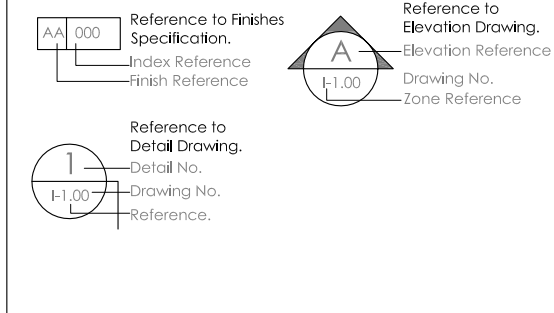 AA 000
Reference to Finishes
Specification.
Index Reference
Finish Reference
A
I-1.00
Reference to
Elevation Drawing.
Elevation Reference
Drawing No.
Zone Reference
1
I-1.00
Reference to
Detail Drawing.
Detail No.
Drawing No.
Reference.